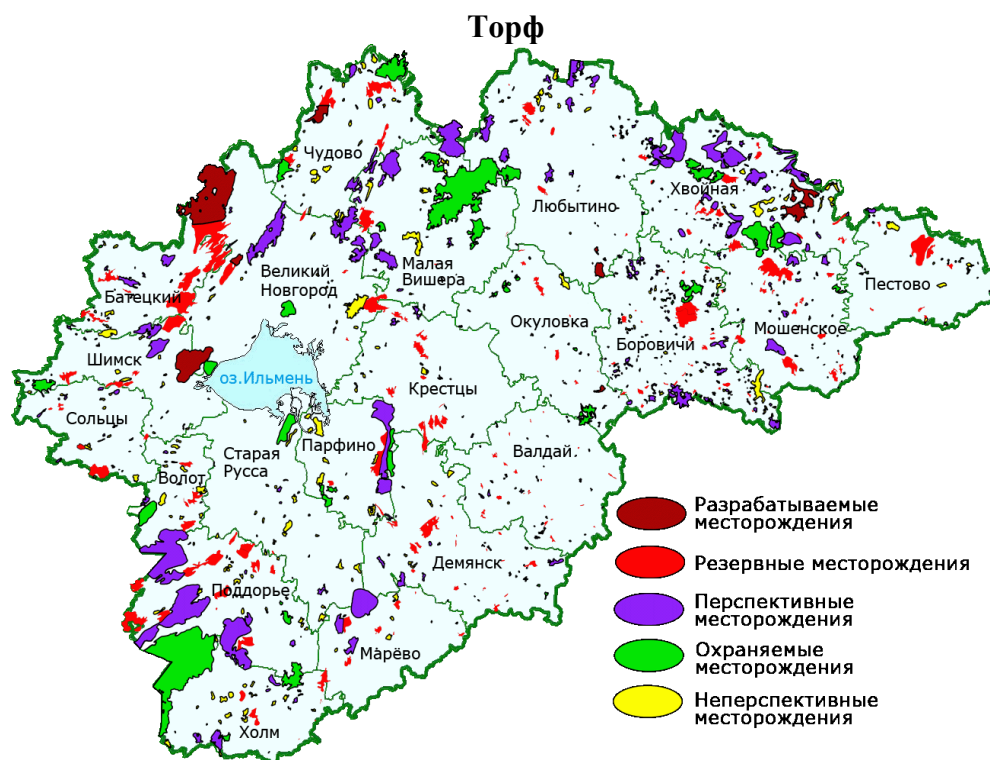 Торф
Чудово
Хвойная
Любытино
Малая
Вишера
Великий
Новгород
Батецкий
Пестово
Окуловка
Мошенское
Боровичи
Шимск
оз.Ильмень
Крестцы
Сольцы
Парфино
Старая
Русса
Валдай
Волот
Демянск
Поддорье
Марёво
Холм
Разрабатываемые
месторождения
Резервные месторождения
Перспективные
месторождения
Охраняемые
месторождения
Неперспективные
месторождения